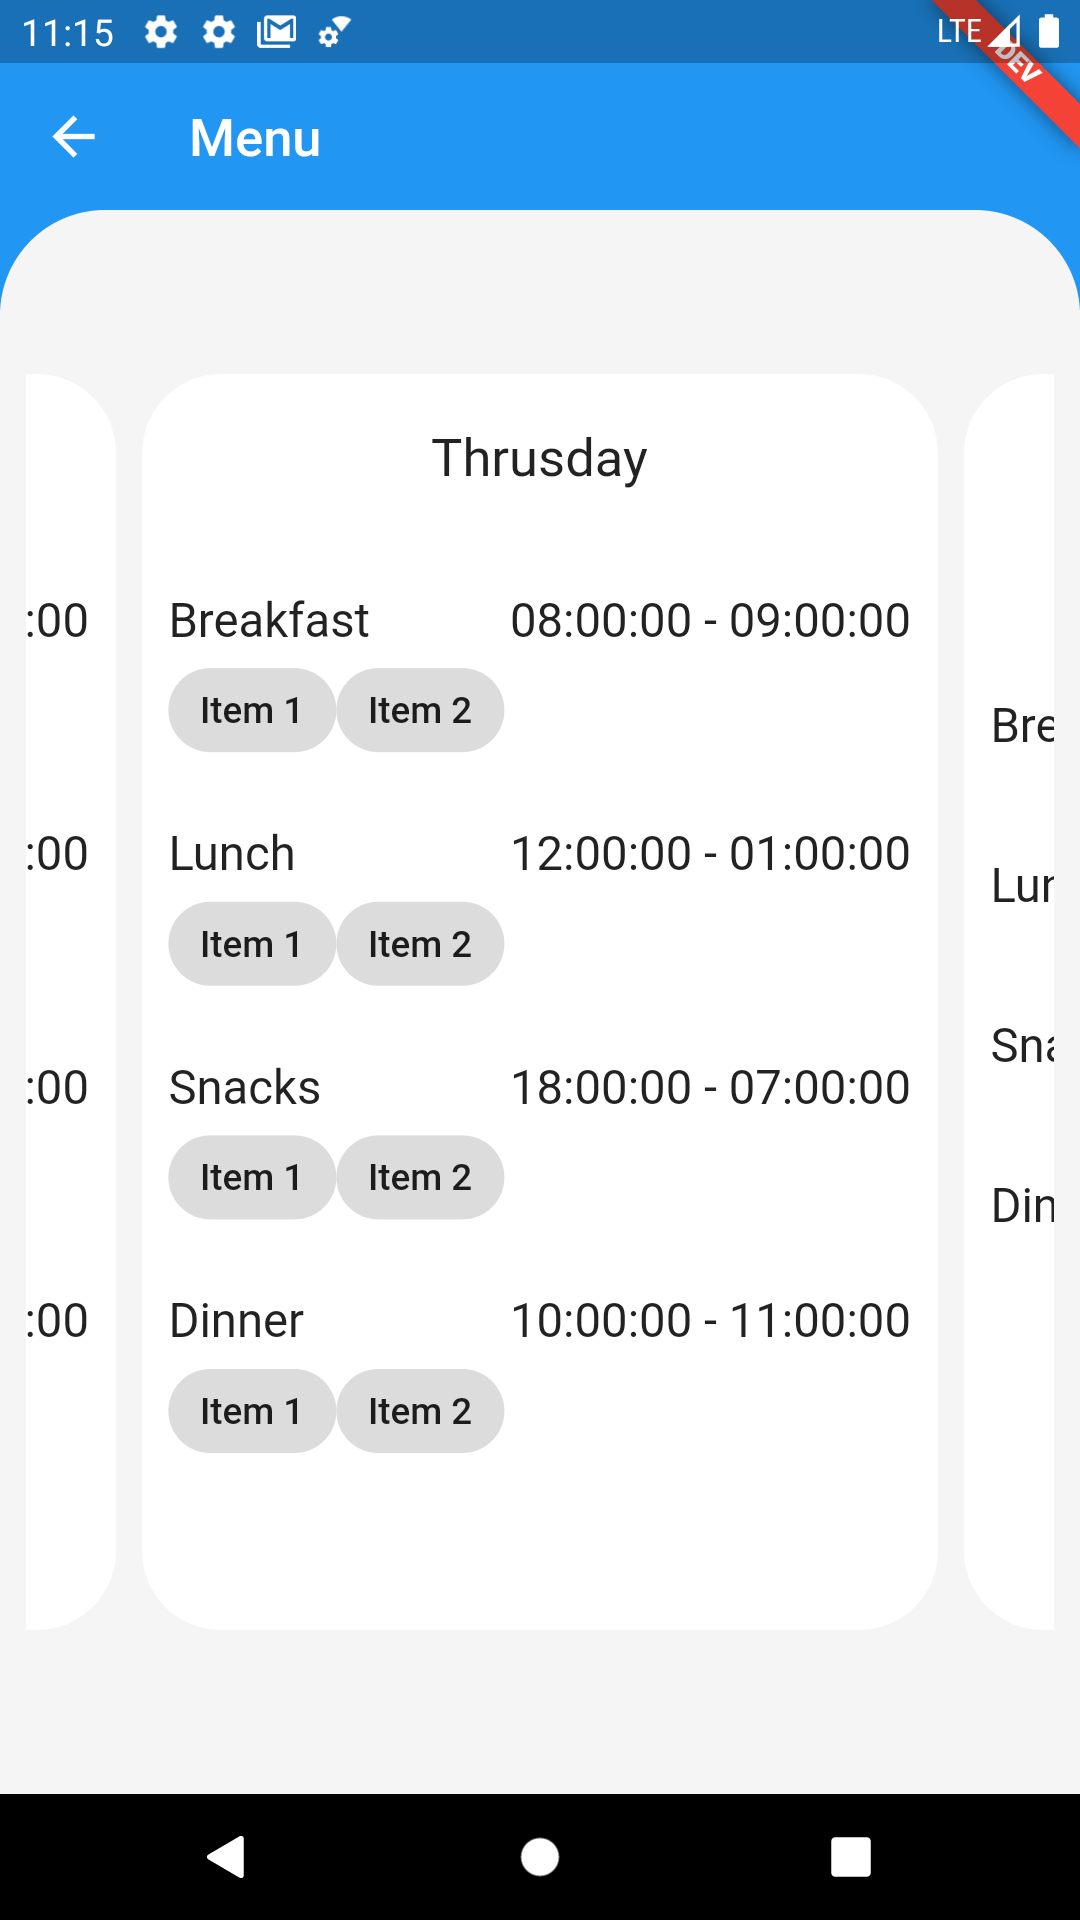 11:15 LTE
DEV
Menu
Thrusday
:00 Breakfast 08:00:00 - 09:00:00
Item 1 Item 2
Bre
:00 Lunch 12:00:00 - 01:00:00
Lun
Item 1 Item 2
Sna
:00 Snacks 18:00:00 - 07:00:00
Item 1 Item 2
Din
:00 Dinner 10:00:00 - 11:00:00
Item 1 Item 2